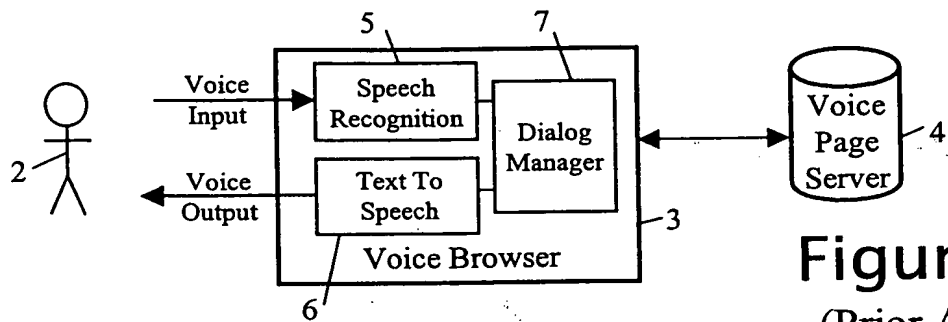 5
7
Voice
Input
Speech
Recognition
Dialog
Manager
Voice
Page
Server
4
2
Voice
Output
Text To
Speech
3
Voice Browser
6